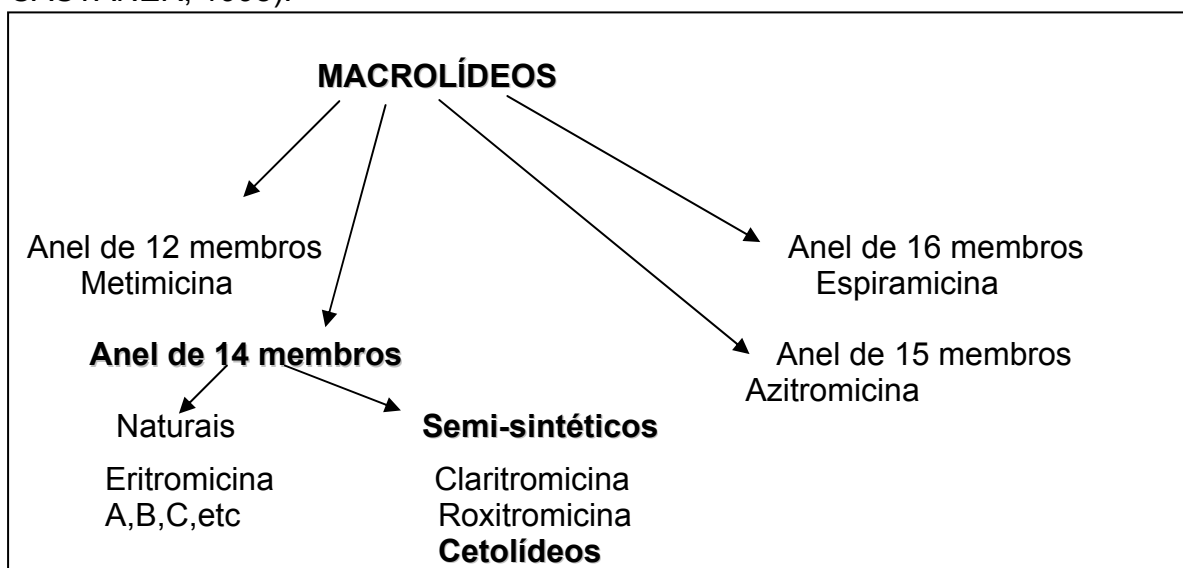 MACROLÍDEOS
Anel de 12 membros
Metimicina
Anel de 16 membros
Espiramicina
Anel de 14 membros
Anel de 15 membros
Azitromicina
Naturais
Eritromicina
A,B,C,etc
Semi-sintéticos
Claritromicina
Roxitromicina
Cetolídeos